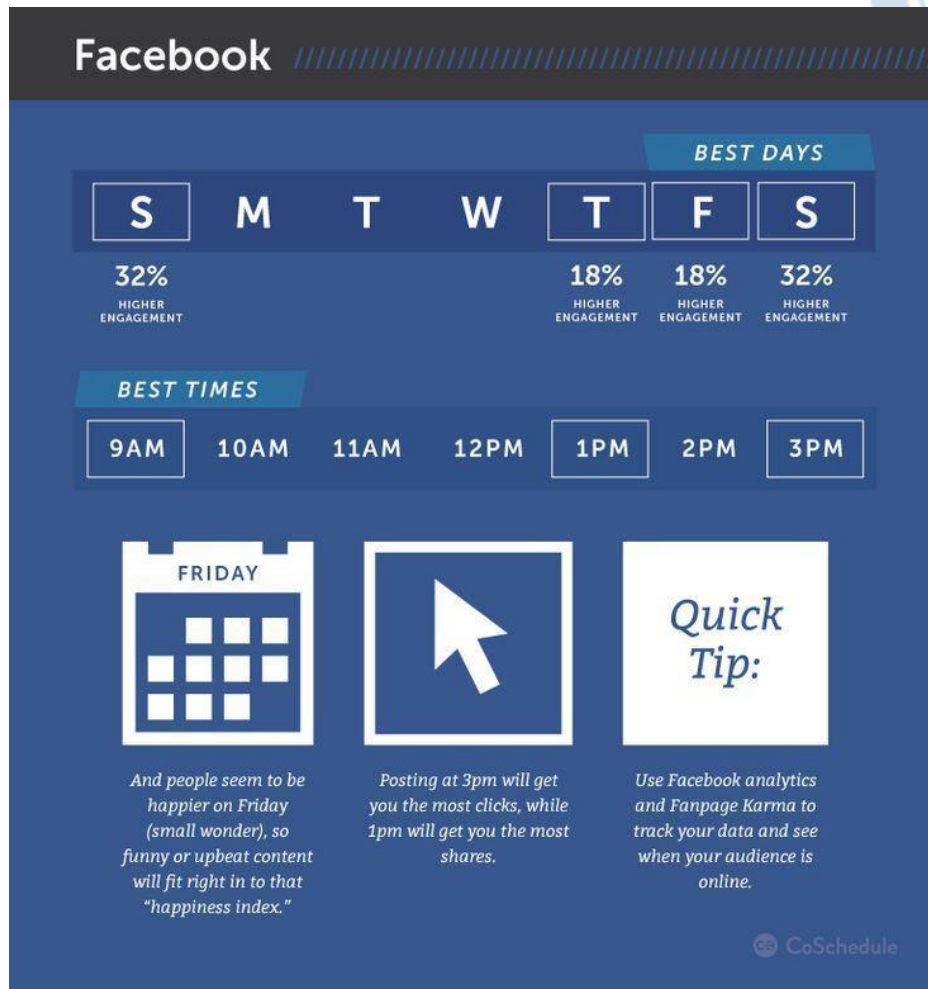 Facebook
BEST DAYS
S M T W T F S
32% 18% 18% 32%
HIGHER HIGHER HIGHER HIGHER
ENGAGEMENT ENGAGEMENT ENGAGEMENT ENGAGEMENT
BEST TIMES
9AM 10AM 11AM 12PM 1PM 2PM 3PM
FRIDAY
And people seem to be
happier on Friday
(small wonder), so
funny or upbeat content
will fit right in to that
“happiness index.”
Posting at 3pm will get
you the most clicks, while
1pm will get you the most
shares.
Quick
Tip:
Use Facebook analytics
and Fanpage Karma to
track your data and see
when your audience is
online.
CoSchedule